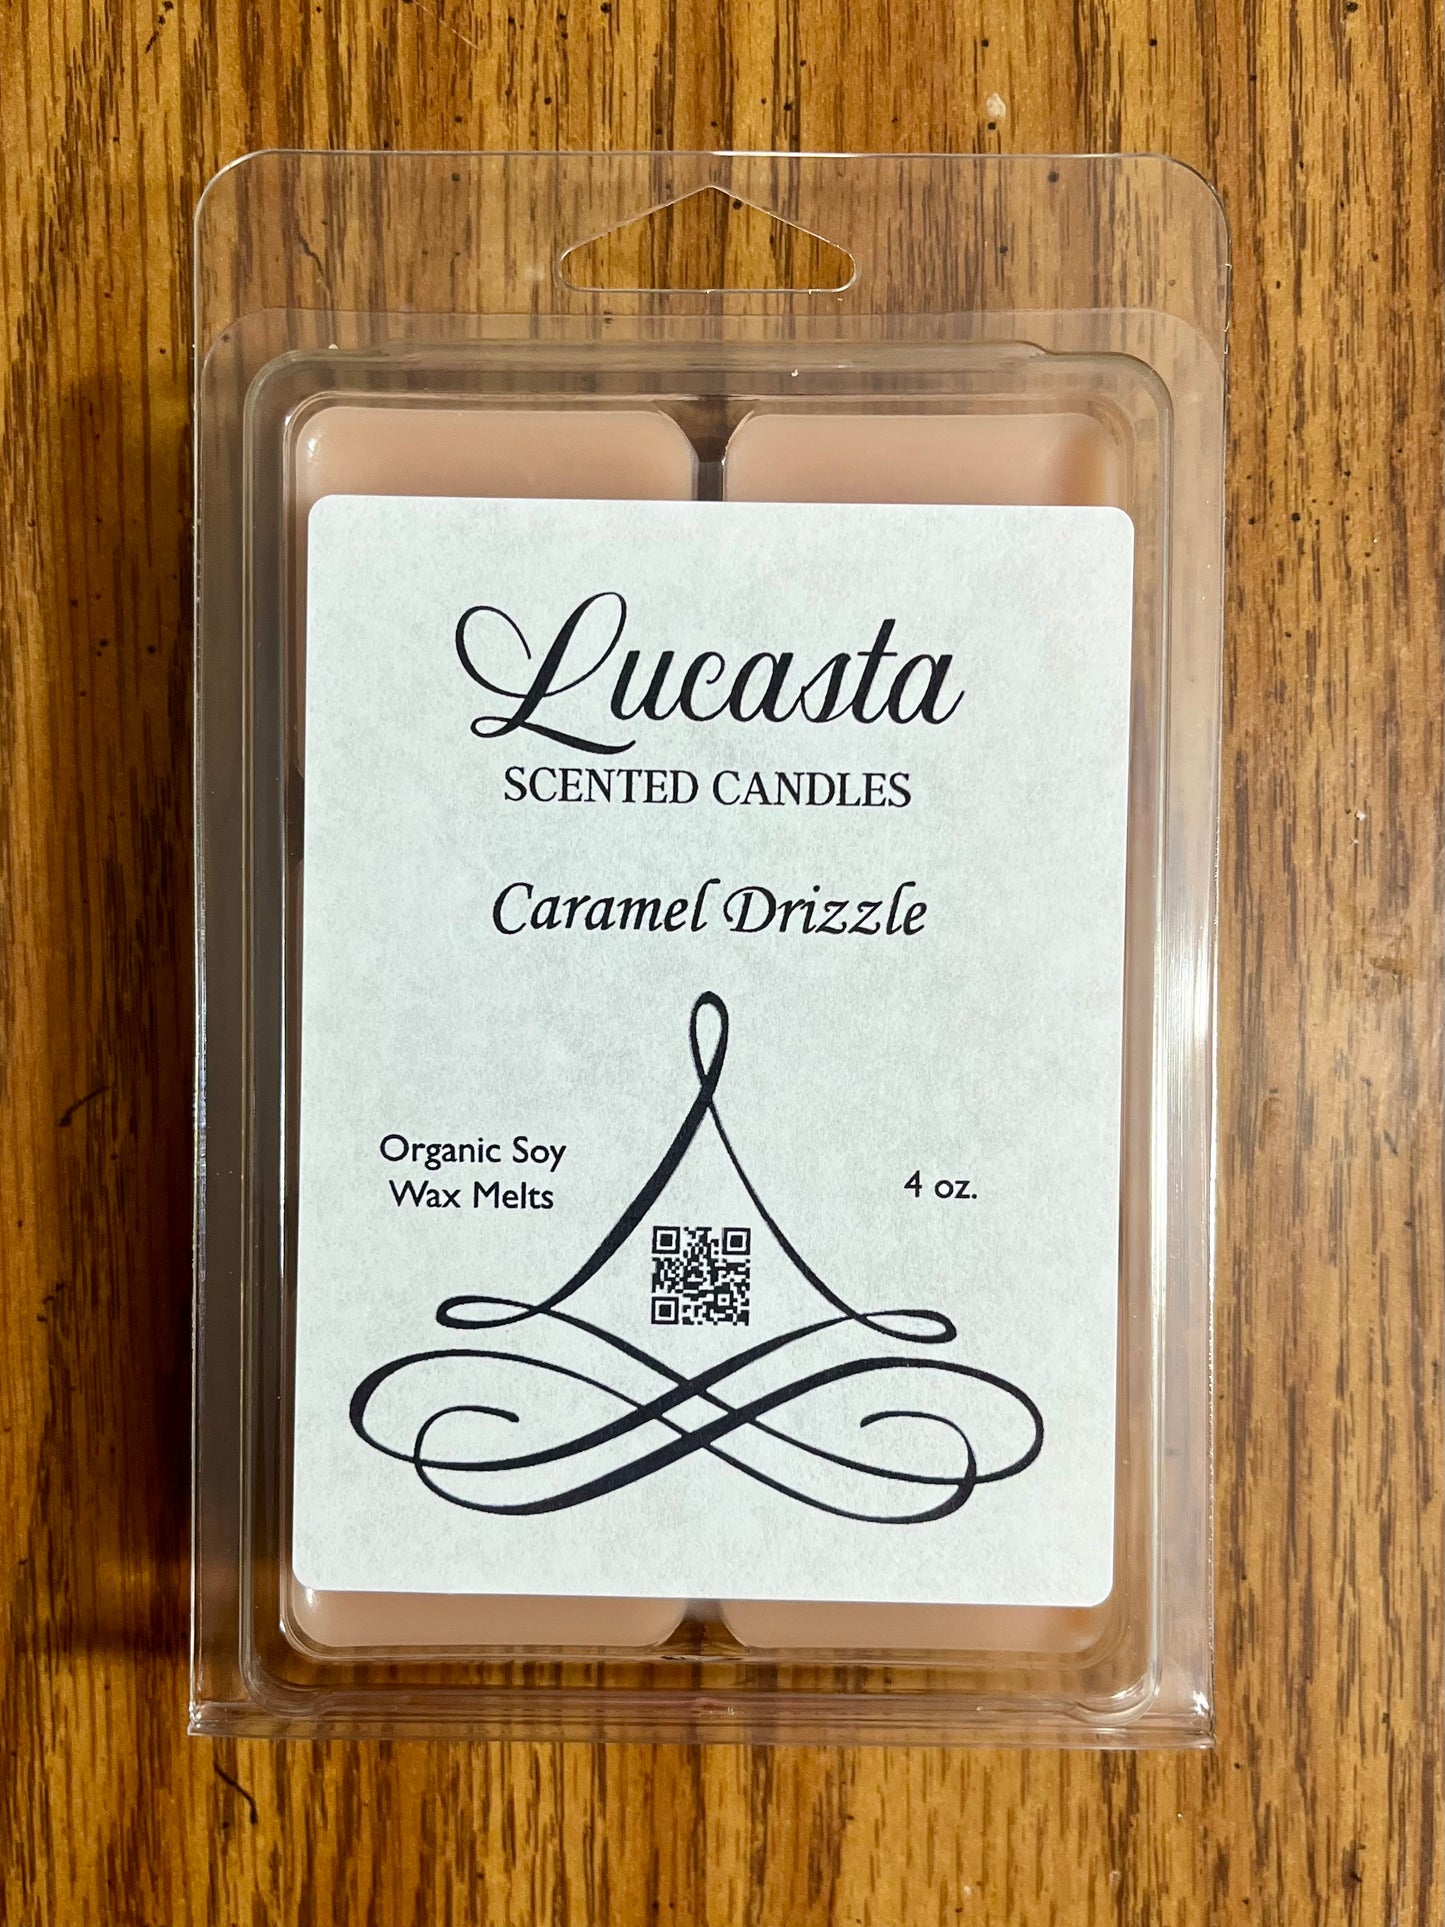 Lucasta
SCENTED CANDLES
Caramel Drizzle
Organic Soy
Wax Melts
4 oz.